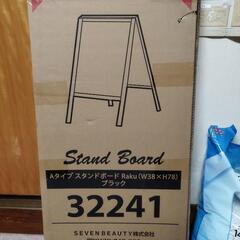 Stand Board
Aタイプ スタンドボード Raku (W38×H78)
ブラック
32241
SEVENBEAUTY株式会社